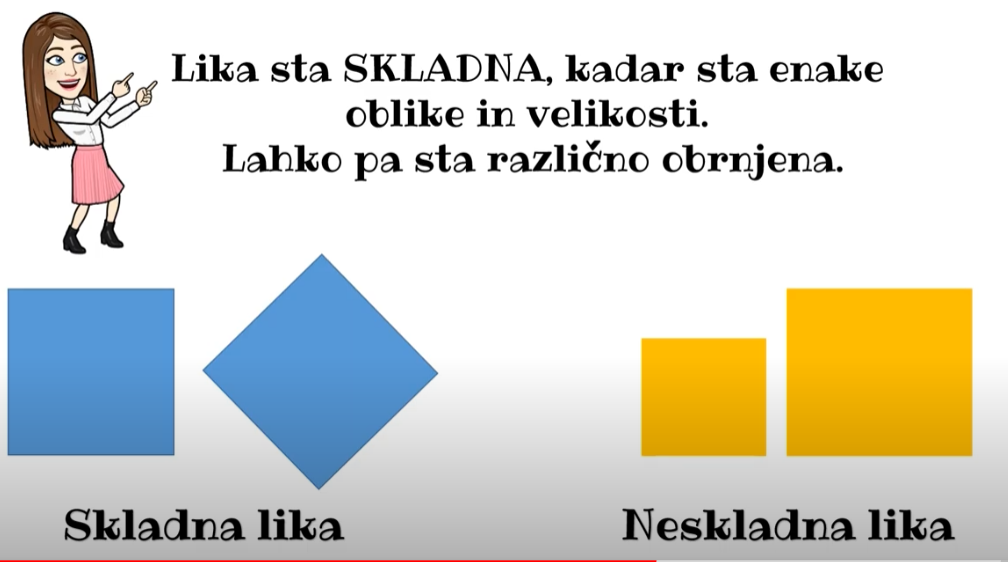 Lika sta SKLADNA, kadar sta enake
oblike in velikosti.
Lahko pa sta različno obrnjena.
Skladna lika
Neskladna lika